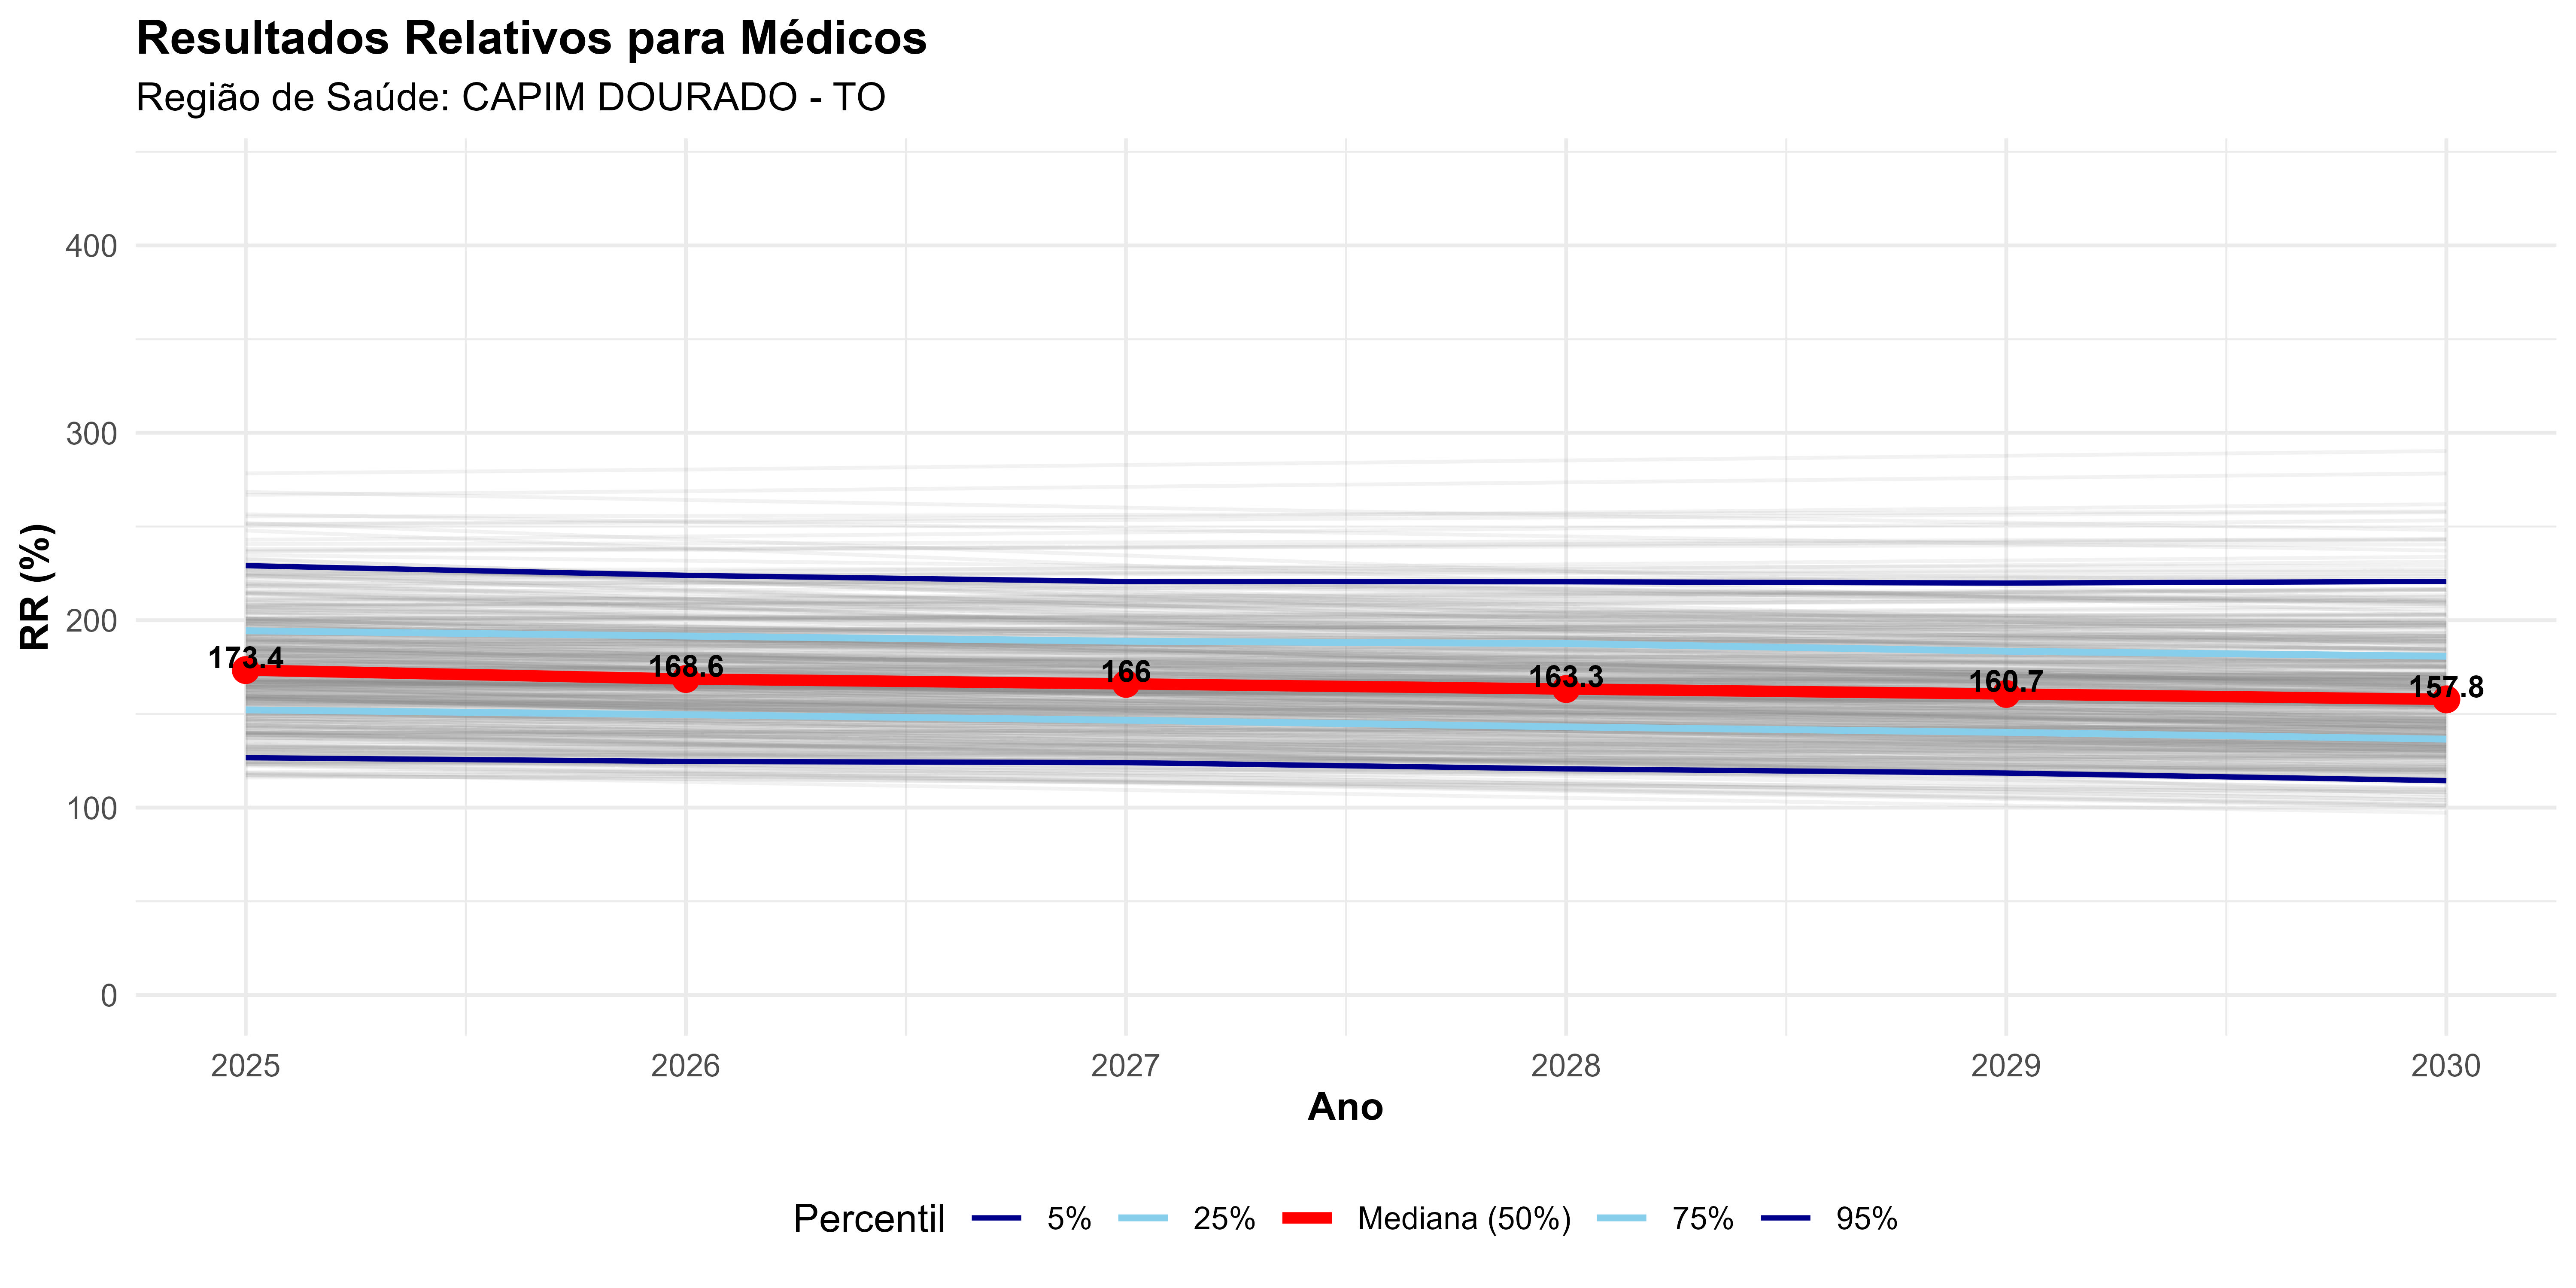 Resultados Relativos para Médicos
Região de Saúde: CAPIM DOURADO - TO
RR (%)
400
300
200
100
0
173.4
168.6
166
163.3
160.7
157.8
2025 2026 2027 2028 2029 2030
Ano
Percentil 5% 25% Mediana (50%) 75% 95%